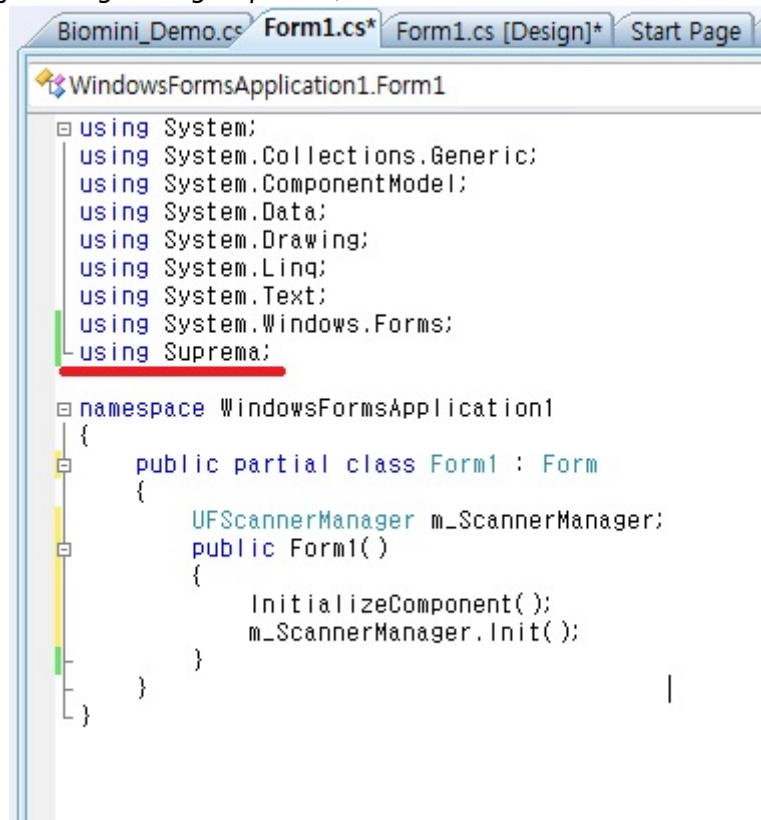 Biomini_Demo.cs Form1.cs* Form1.cs [Design]* Start Page
WindowsFormsApplication1.Form1
using System;
using System.Collections.Generic;
using System.ComponentModel;
using System.Data;
using System.Drawing;
using System.Linq;
using System.Text;
using System.Windows.Forms;
using Suprema;
namespace WindowsFormsApplication1
{
public partial class Form1 : Form
{
UFScannerManager m_ScannerManager;
public Form1()
{
InitializeComponent();
m_ScannerManager.Init();
}
}
}